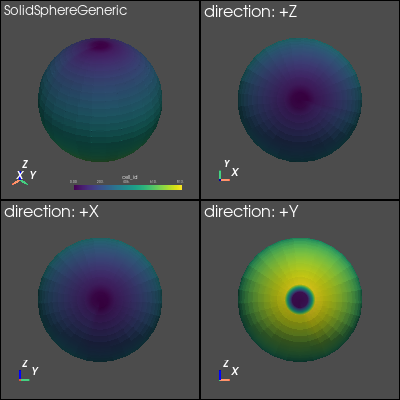 SolidSphereGeneric
direction: +Z
Z
X Y
cell_id
Y
X
direction: +X
direction: +Y
Z
Y
Z
X